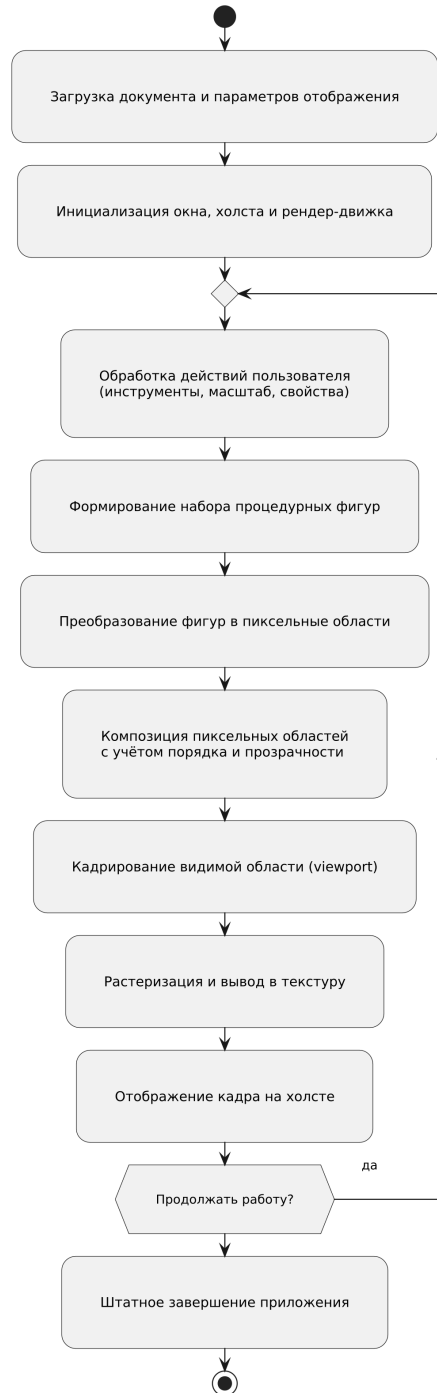 Загрузка документа и параметров отображения
Инициализация окна, холста и рендер-движка
Обработка действий пользователя
(инструменты, масштаб, свойства)
Формирование набора процедурных фигур
Преобразование фигур в пиксельные области
Композиция пиксельных областей
с учётом порядка и прозрачности
Кадрирование видимой области (viewport)
Растеризация и вывод в текстуру
Отображение кадра на холсте
да
Продолжать работу?
Штатное завершение приложения